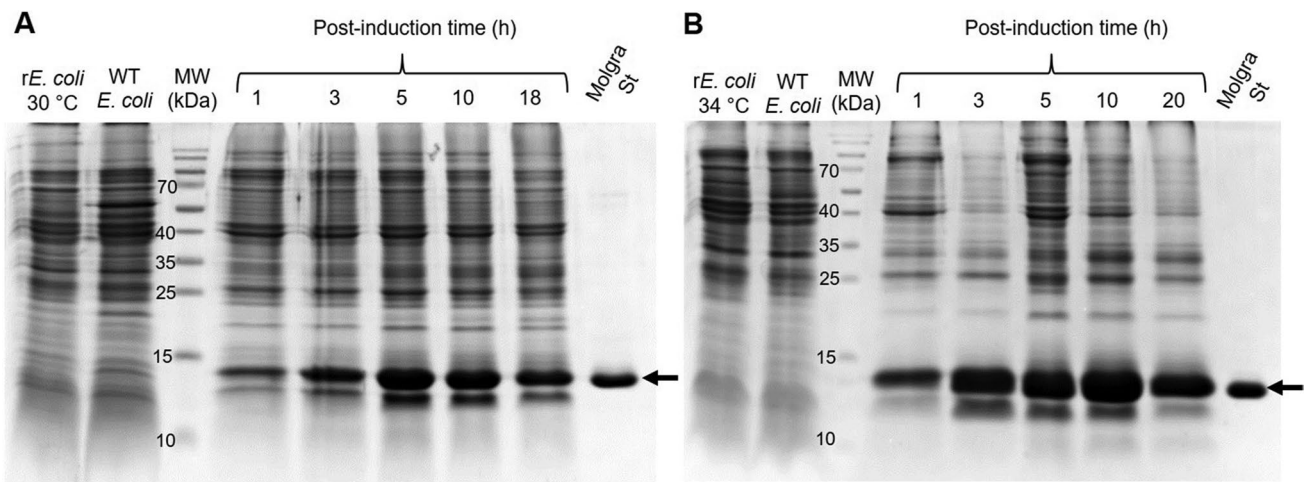 A
Post-induction time (h)
rE. coli
30 °C
WT
E. coli
MW
(kDa)
1 3 5 10 18
Molgra
St
70
40
35
25
15
10
B
Post-induction time (h)
rE. coli
34 °C
WT
E. coli
MW
(kDa)
1 3 5 10 20
Molgra
St
70
40
35
25
15
10